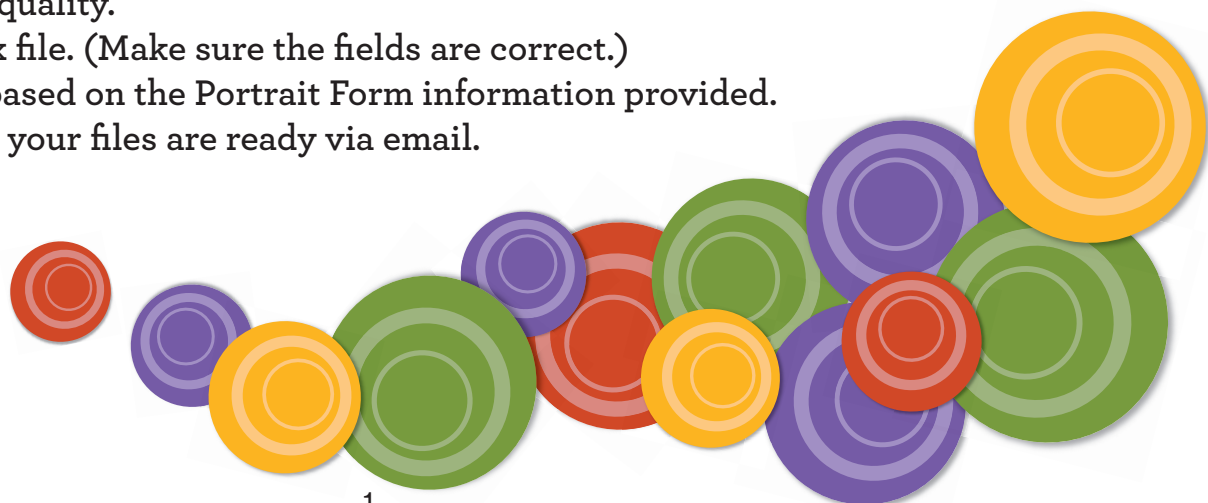 quality.
file. (Make sure the fields are correct.)
based on the Portrait Form information provided.
your files are ready via email.
1